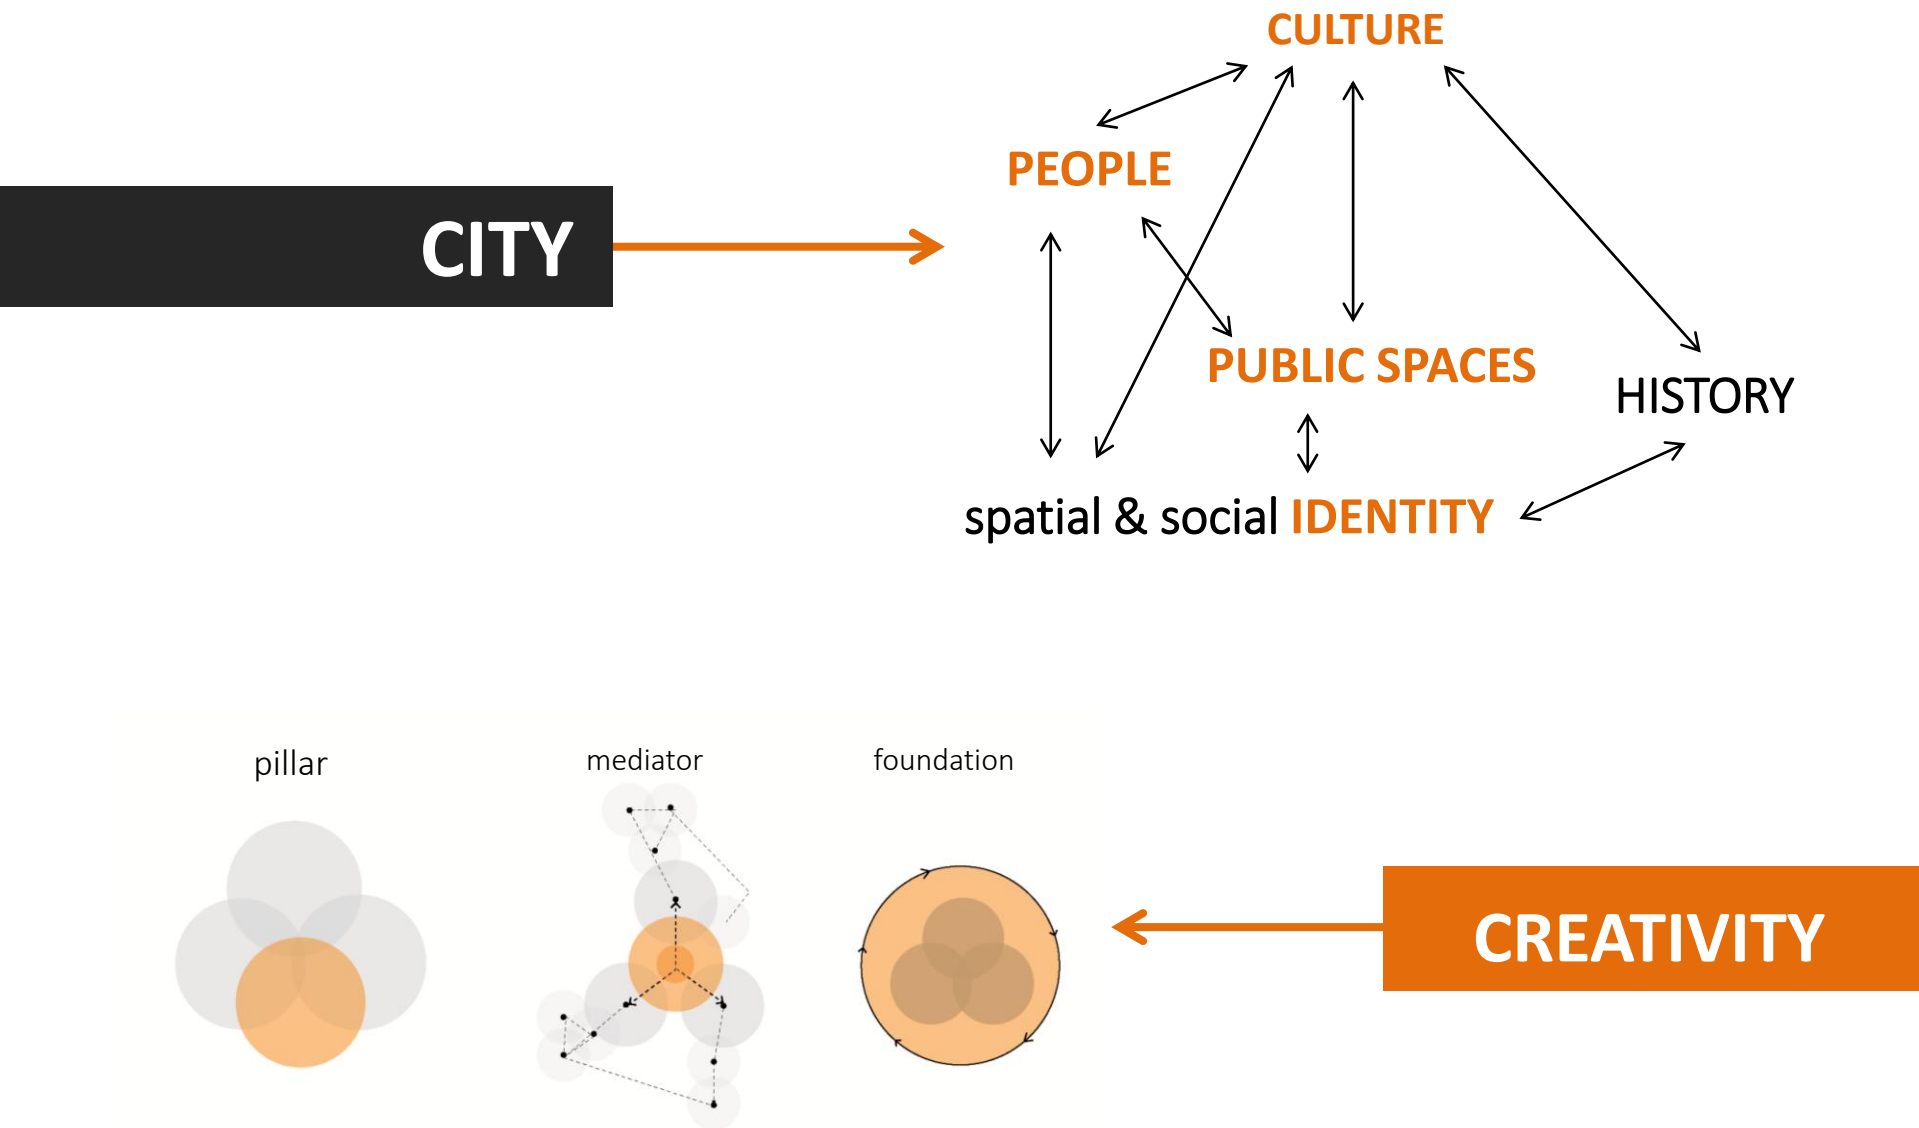 CULTURE
PEOPLE
CITY
PUBLIC SPACES
HISTORY
spatial & social IDENTITY
pillar
mediator
foundation
CREATIVITY